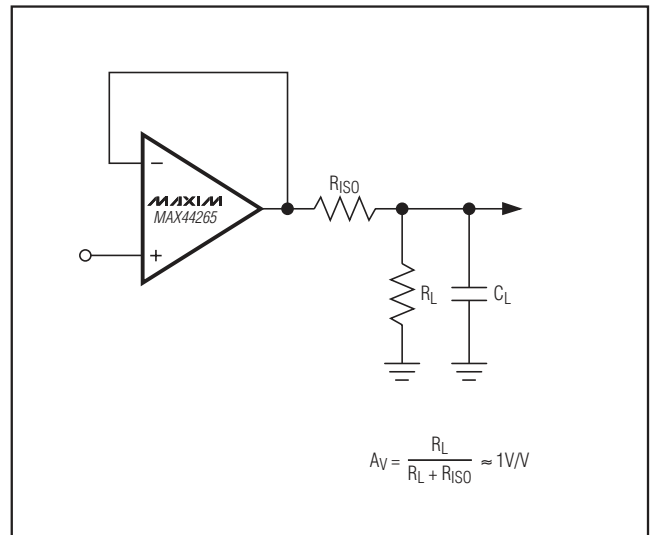 RISO
−
MAXIM
MAX44265
+
RL
CL
AV = RL / (RL + RISO) ≈ 1V/V